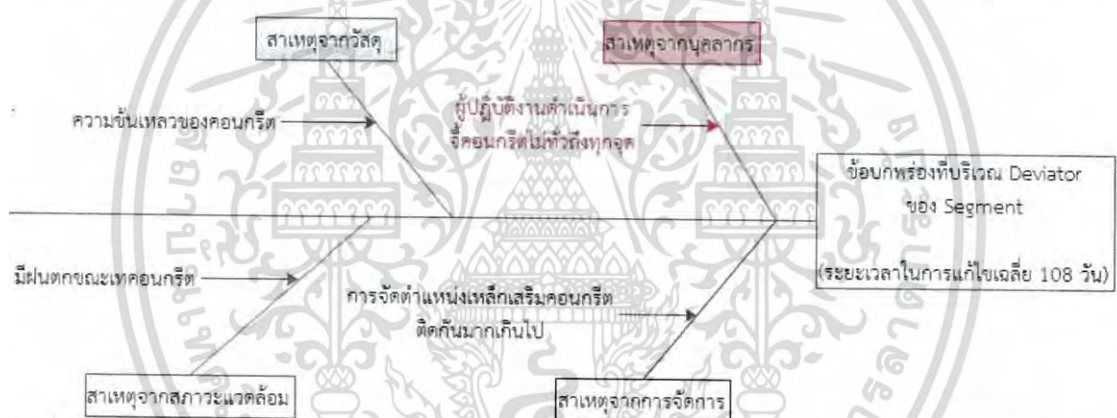 สาเหตุจากวัสดุ
สาเหตุจากบุคลากร
ความข้นเหลวของคอนกรีต
ผู้ปฏิบัติงานดำเนินการ
จี้คอนกรีตไม่ทั่วถึงทุกจุด
ข้อบกพร่องที่บริเวณ Deviator
ของ Segment
(ระยะเวลาในการแก้ไขเฉลี่ย 108 วัน)
มีฝนตกขณะเทคอนกรีต
การจัดตำแหน่งเหล็กเสริมคอนกรีต
ติดกันมากเกินไป
สาเหตุจากสภาวะแวดล้อม
สาเหตุจากการจัดการ